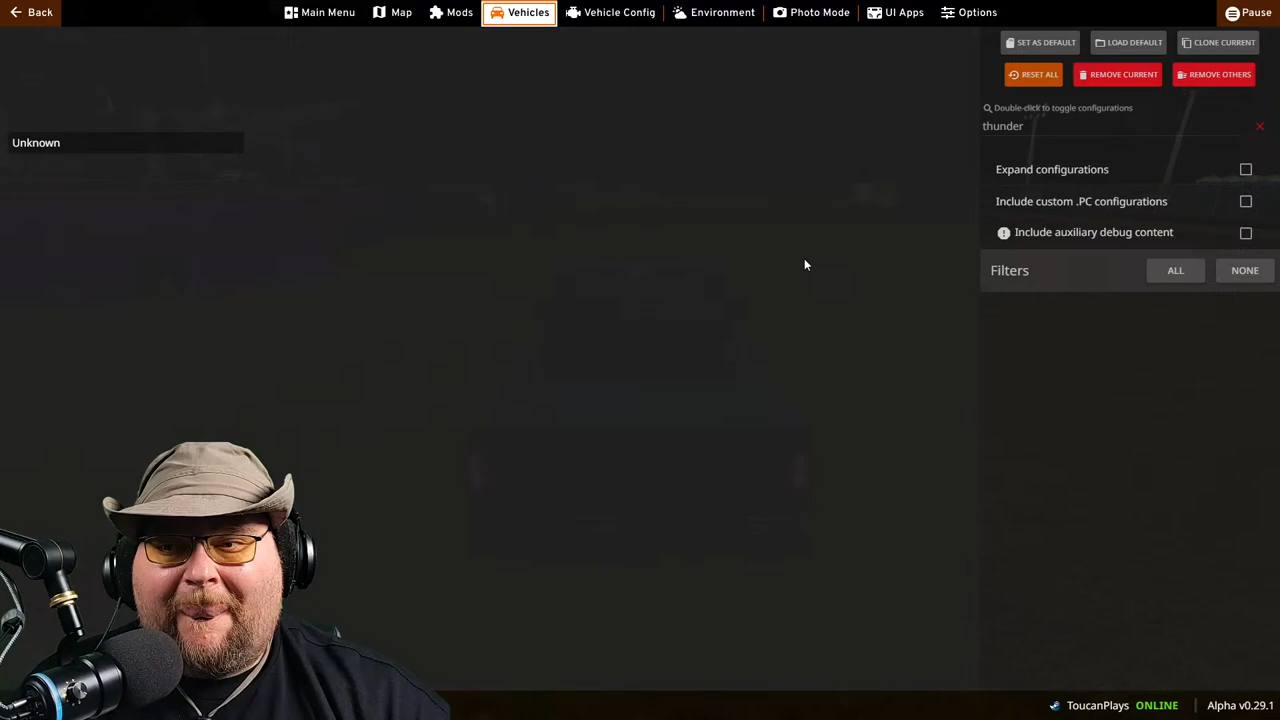 Back
Main Menu
Map
Mods
Vehicles
Vehicle Config
Environment
Photo Mode
UI Apps
Options
Pause
SET AS DEFAULT
LOAD DEFAULT
CLONE CURRENT
RESET ALL
REMOVE CURRENT
REMOVE OTHERS
Double-click to toggle configurations
thunder
Unknown
Expand configurations
Include custom .PC configurations
Include auxiliary debug content
Filters
ALL
NONE
ToucanPlays ONLINE
Alpha v0.29.1